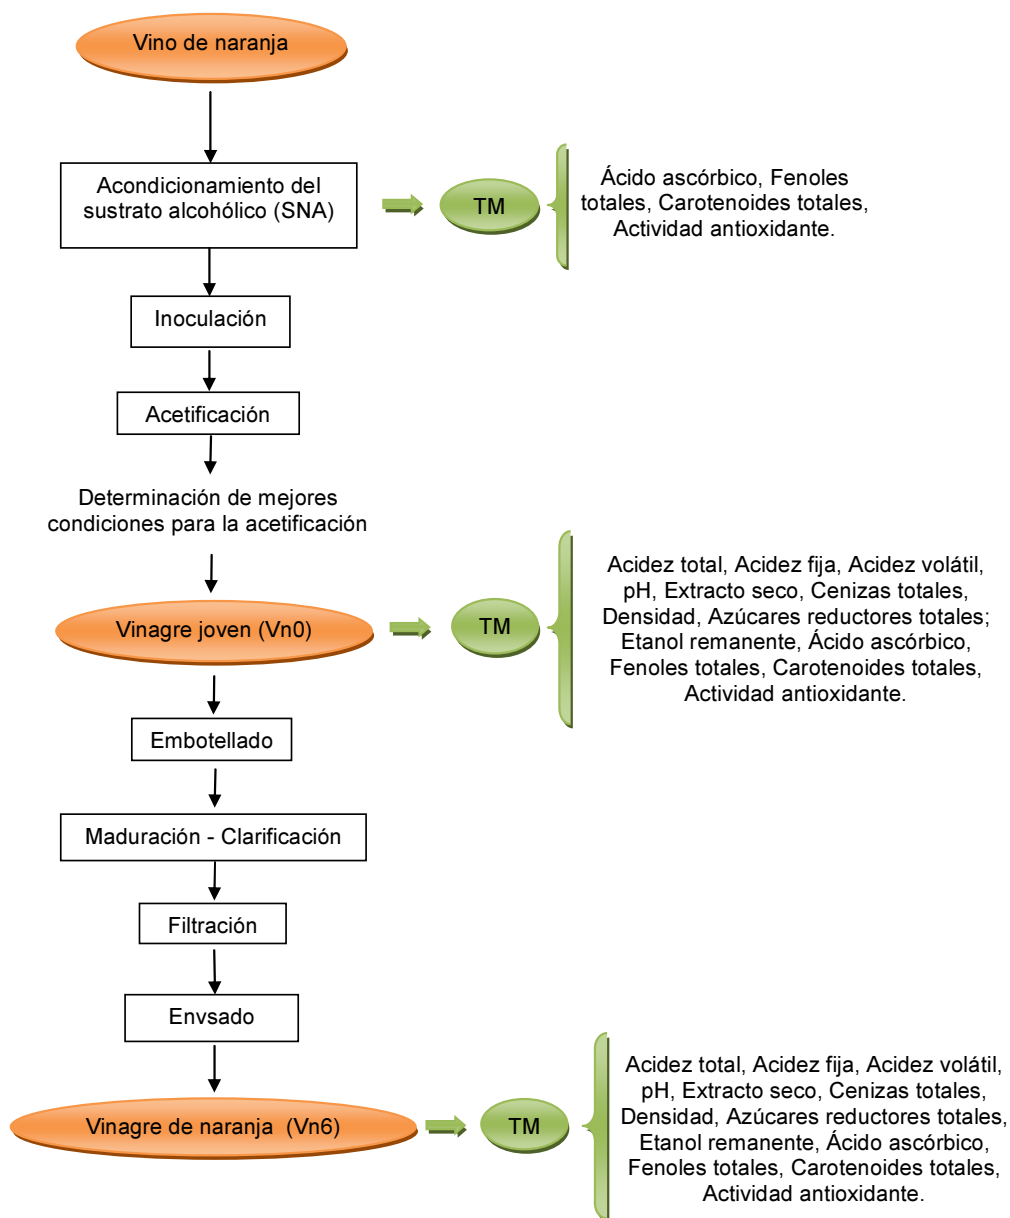 Vino de naranja
Acondicionamiento del
sustrato alcohólico (SNA)
TM
Ácido ascórbico, Fenoles
totales, Carotenoides totales,
Actividad antioxidante.
Inoculación
Acetificación
Determinación de mejores
condiciones para la acetificación
Vinagre joven (Vn0)
TM
Acidez total, Acidez fija, Acidez volátil,
pH, Extracto seco, Cenizas totales,
Densidad, Azúcares reductores totales;
Etanol remanente, Ácido ascórbico,
Fenoles totales, Carotenoides totales,
Actividad antioxidante.
Embotellado
Maduración - Clarificación
Filtración
Envsado
Vinagre de naranja (Vn6)
TM
Acidez total, Acidez fija, Acidez volátil,
pH, Extracto seco, Cenizas totales,
Densidad, Azúcares reductores totales,
Etanol remanente, Ácido ascórbico,
Fenoles totales, Carotenoides totales,
Actividad antioxidante.